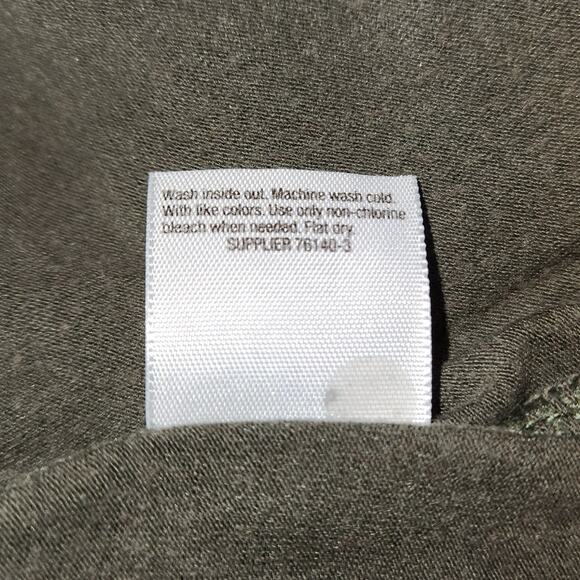 Wash inside out. Machine wash cold.
With like colors. Use only non-chlorine
bleach when needed. Flat dry.
SUPPLIER 76140-3